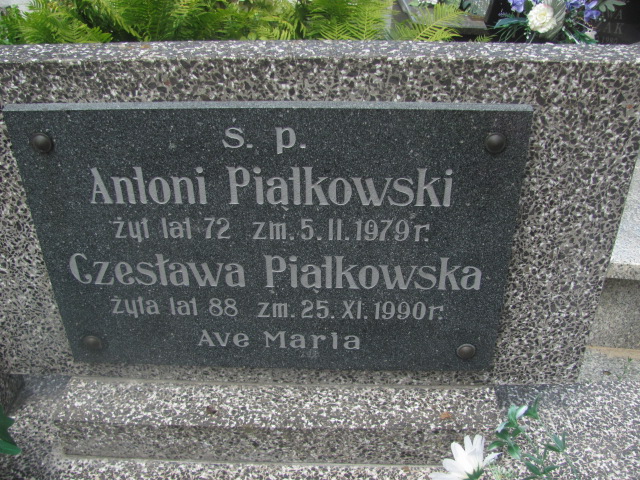 Ś. P.
Antoni Piątkowski
żył lat 72 zm. 5. II. 1979 r.
Czesława Piątkowska
żyła lat 88 zm. 25. XI. 1990 r.
Ave Maria